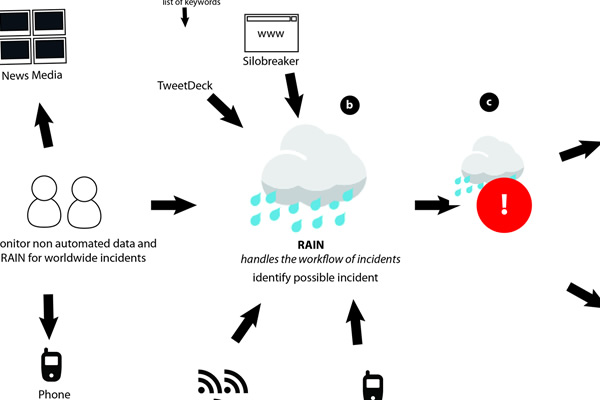 list of keywords
www
Silobreaker
News Media
TweetDeck
b
c
!
onitor non automated data and
RAIN for worldwide incidents
RAIN
handles the workflow of incidents
identify possible incident
Phone